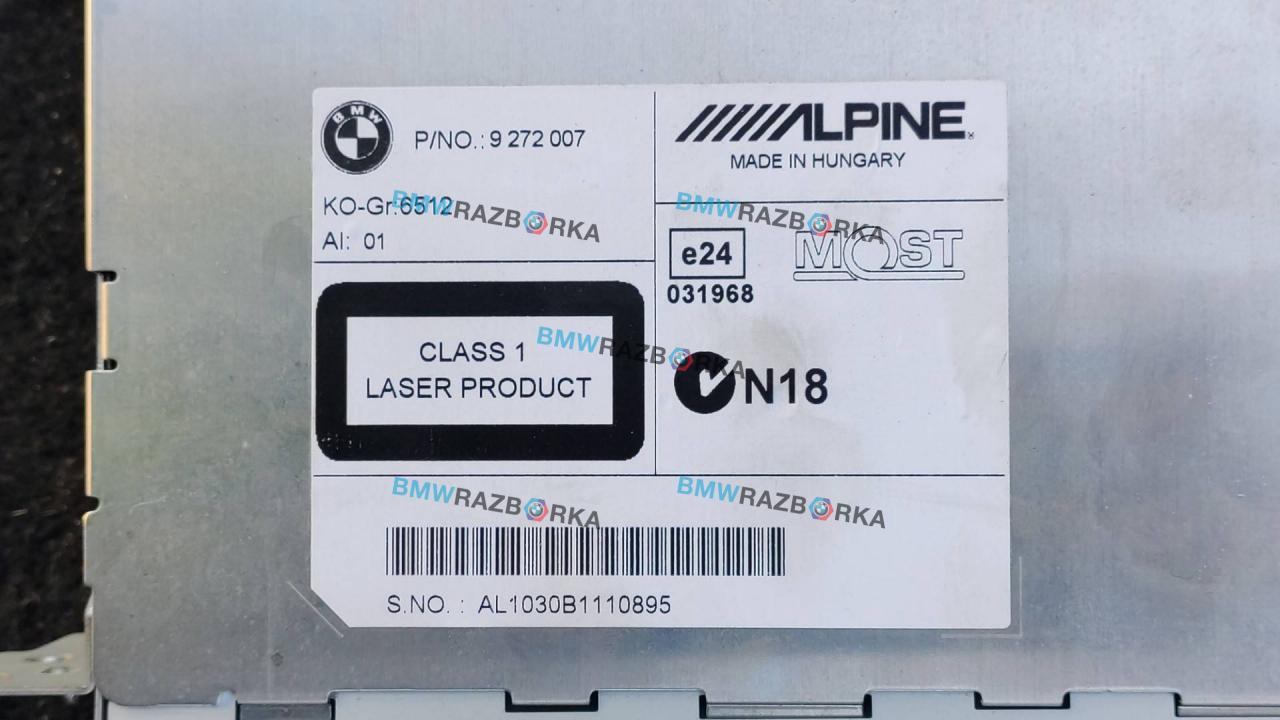 BMW
P/NO.: 9 272 007
KO-Gr:6512
AI: 01
ALPINE
MADE IN HUNGARY
e24
031968
MOST
CLASS 1
LASER PRODUCT
N18
S.NO. : AL1030B1110895
BMWRAZBORKA
BMWRAZBORKA
BMWRAZBORKA
BMWRAZBORKA
BMWRAZBORKA